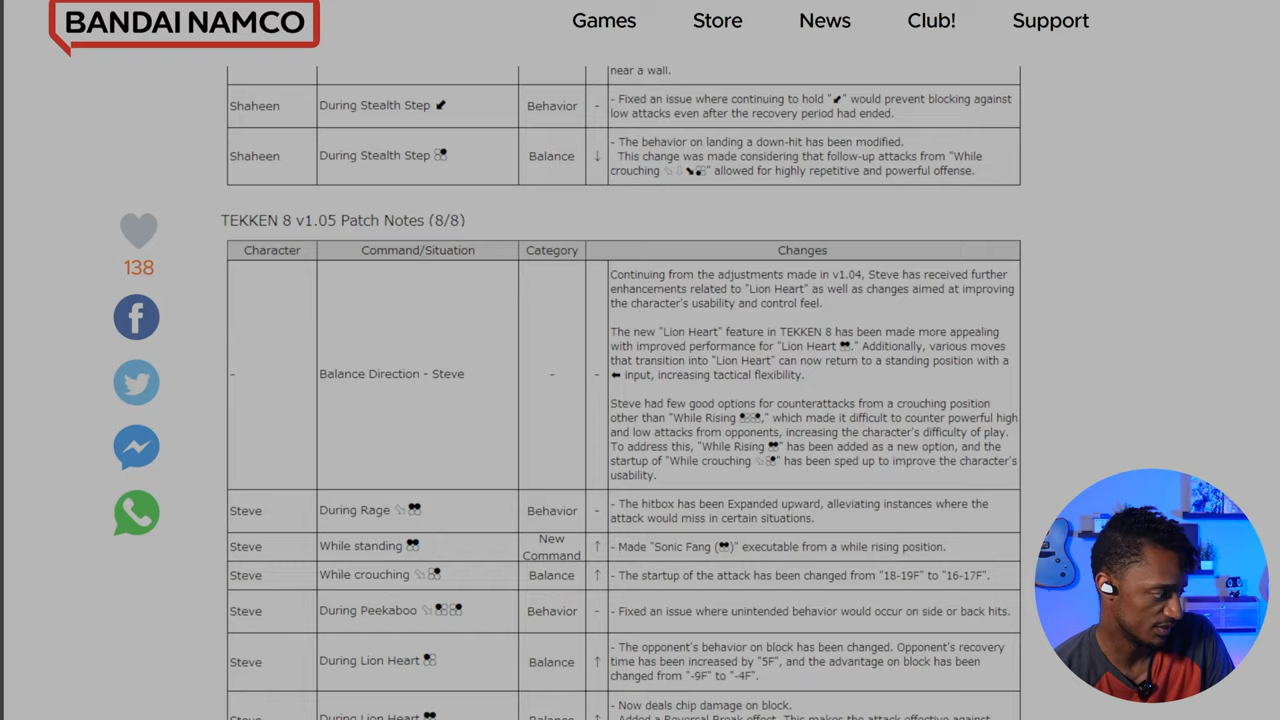 BANDAI NAMCO
Games
Store
News
Club!
Support
near a wall.
Shaheen
During Stealth Step ⬋
Behavior
-
- Fixed an issue where continuing to hold "⬋" would prevent blocking against
low attacks even after the recovery period had ended.
Shaheen
During Stealth Step
Balance
↓
- The behavior on landing a down-hit has been modified.
This change was made considering that follow-up attacks from "While
crouching " allowed for highly repetitive and powerful offense.
138
TEKKEN 8 v1.05 Patch Notes (8/8)
Character
Command/Situation
Category
Changes
-
Balance Direction - Steve
-
-
Continuing from the adjustments made in v1.04, Steve has received further
enhancements related to "Lion Heart" as well as changes aimed at improving
the character's usability and control feel.
The new "Lion Heart" feature in TEKKEN 8 has been made more appealing
with improved performance for "Lion Heart ." Additionally, various moves
that transition into "Lion Heart" can now return to a standing position with a
⬅ input, increasing tactical flexibility.
Steve had few good options for counterattacks from a crouching position
other than "While Rising ," which made it difficult to counter powerful high
and low attacks from opponents, increasing the character's difficulty of play.
To address this, "While Rising " has been added as a new option, and the
startup of "While crouching " has been sped up to improve the character's
usability.
Steve
During Rage
Behavior
-
- The hitbox has been Expanded upward, alleviating instances where the
attack would miss in certain situations.
Steve
While standing
New
Command
↑
- Made "Sonic Fang ()" executable from a while rising position.
Steve
While crouching
Balance
↑
- The startup of the attack has been changed from "18-19F" to "16-17F".
Steve
During Peekaboo
Behavior
-
- Fixed an issue where unintended behavior would occur on side or back hits.
Steve
During Lion Heart
Balance
↑
- The opponent's behavior on block has been changed. Opponent's recovery
time has been increased by "5F", and the advantage on block has been
changed from "-9F" to "-4F".
Steve
During Lion Heart
- Now deals chip damage on block.
- Added a Reversal Break effect. This makes the attack effective against